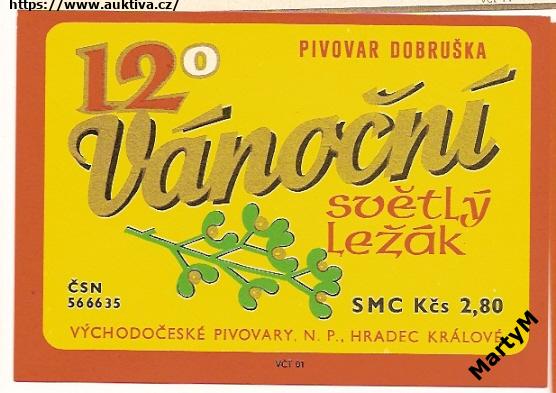 https://www.auktiva.cz/
12°
PIVOVAR DOBRUŠKA
Vánoční
světlý
ležák
ČSN
566635
SMC Kčs 2,80
VÝCHODOČESKÉ PIVOVARY, N. P., HRADEC KRÁLOVÉ
VČT 01
MartyM